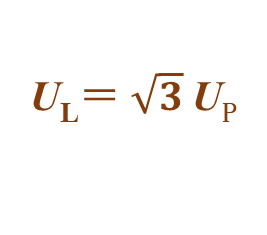 U_L = √3 U_P